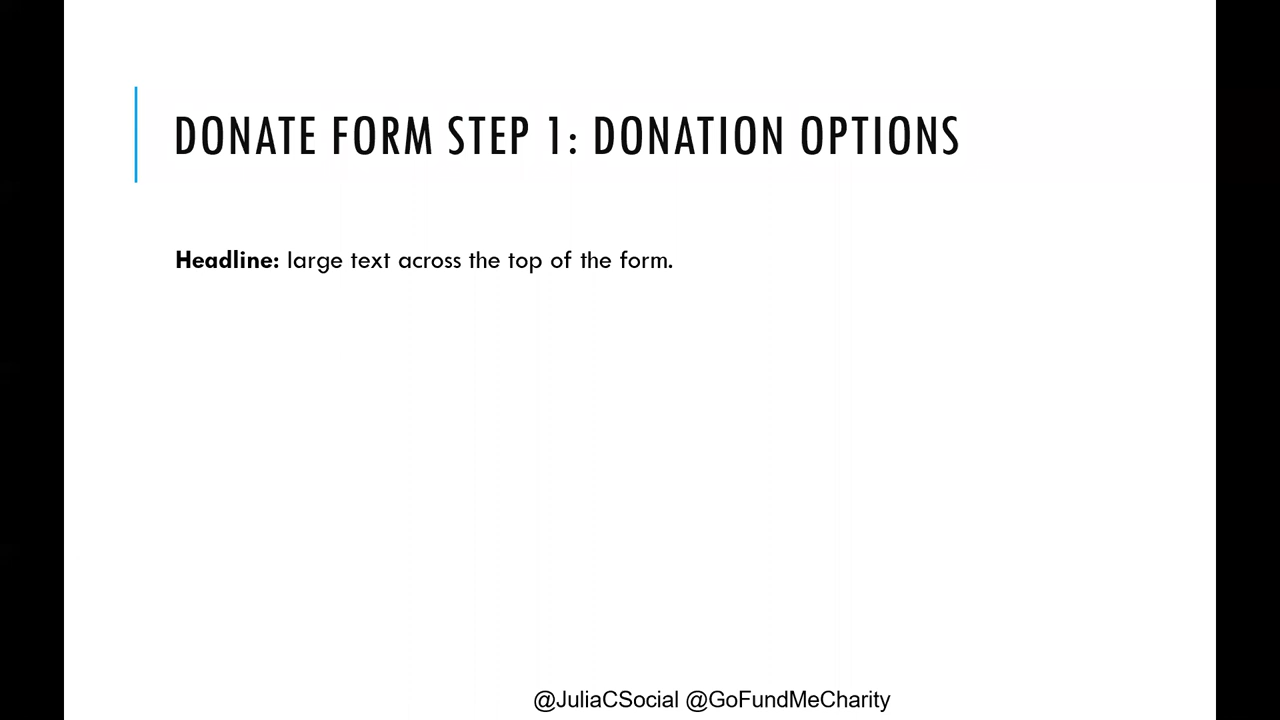 DONATE FORM STEP 1: DONATION OPTIONS
Headline: large text across the top of the form.
@JuliaCSocial @GoFundMeCharity